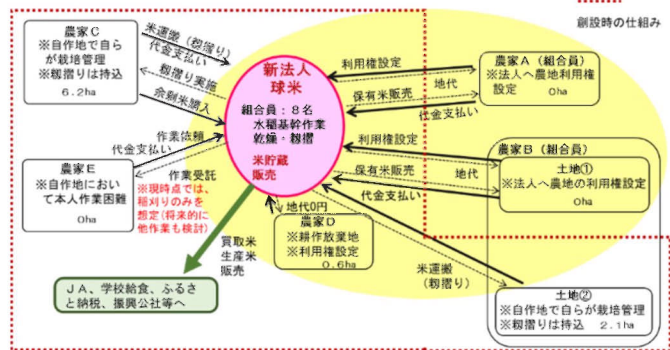 創設時の仕組み
農家C
※自作地で自ら
が栽培管理
※籾摺りは持込
6.2ha
米運搬(籾摺り)
代金支払い
籾摺り実施
余剰米購入
作業依頼
代金支払い
農家E
※自作地において
本人作業困難
0ha
作業受託
※現時点では、
稲刈りのみを
想定(将来的に
他作業も検討)
新法人
球米
組合員:8名
水稲基幹作業
乾燥・籾摺
米貯蔵
販売
利用権設定
地代
保有米販売
代金支払い
農家A(組合員)
※法人へ農地利用権
設定
0ha
利用権設定
地代
保有米販売
代金支払い
農家B(組合員)
土地①
※法人へ農地の利用権設定
0ha
地代0円
農家D
※耕作放棄地
※利用権設定
0.6ha
買取米
生産米
販売
米運搬
(籾摺り)
JA、学校給食、ふるさ
と納税、振興公社等へ
土地②
※自作地で自らが栽培管理
※籾摺りは持込 2.1ha